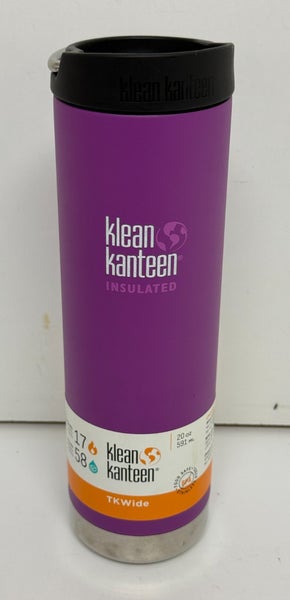 klean kanteen
klean
kanteen®
INSULATED
17
58
klean
kanteen®
20 oz
591 mL
TKWide